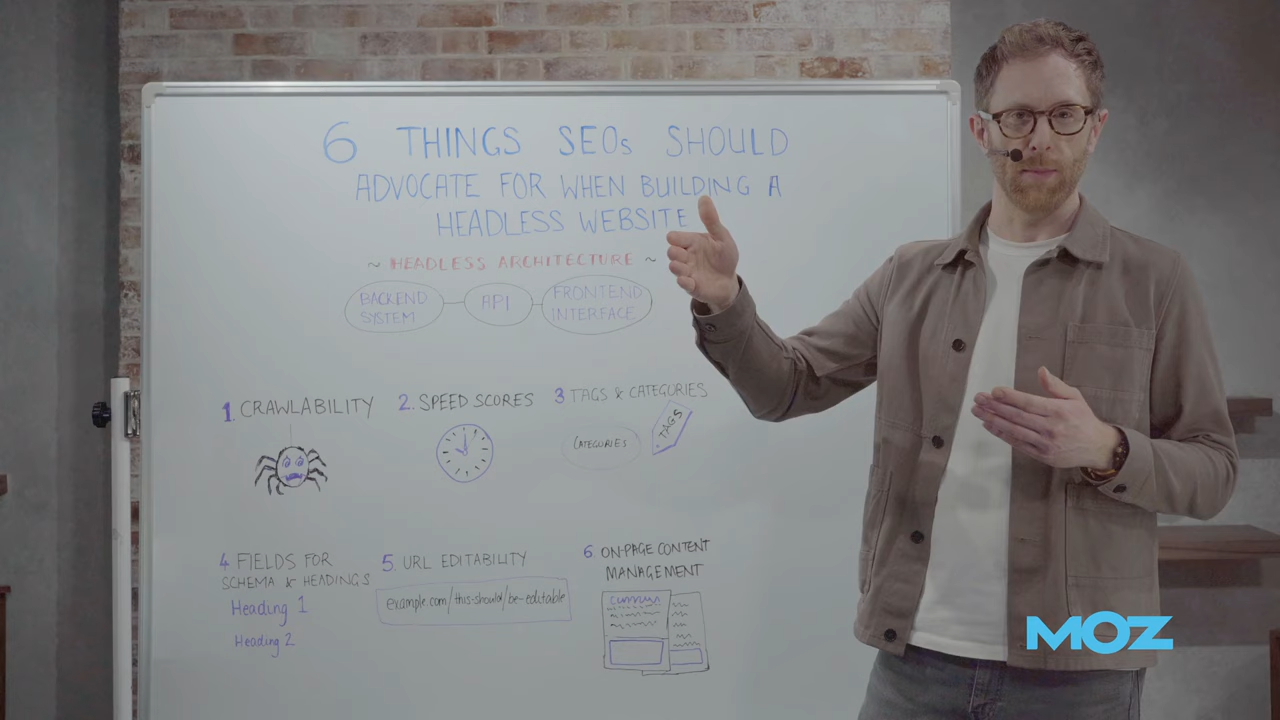 6 THINGS SEOs SHOULD
ADVOCATE FOR WHEN BUILDING A
HEADLESS WEBSITE
~ HEADLESS ARCHITECTURE ~
BACKEND
SYSTEM
API
FRONTEND
INTERFACE
1. CRAWLABILITY
2. SPEED SCORES
3 TAGS & CATEGORIES
CATEGORIES
TAGS
4 FIELDS FOR
SCHEMA & HEADINGS
Heading 1
Heading 2
5. URL EDITABILITY
example.com/this-should/be-editable
6 ON-PAGE CONTENT
MANAGEMENT
MOZ